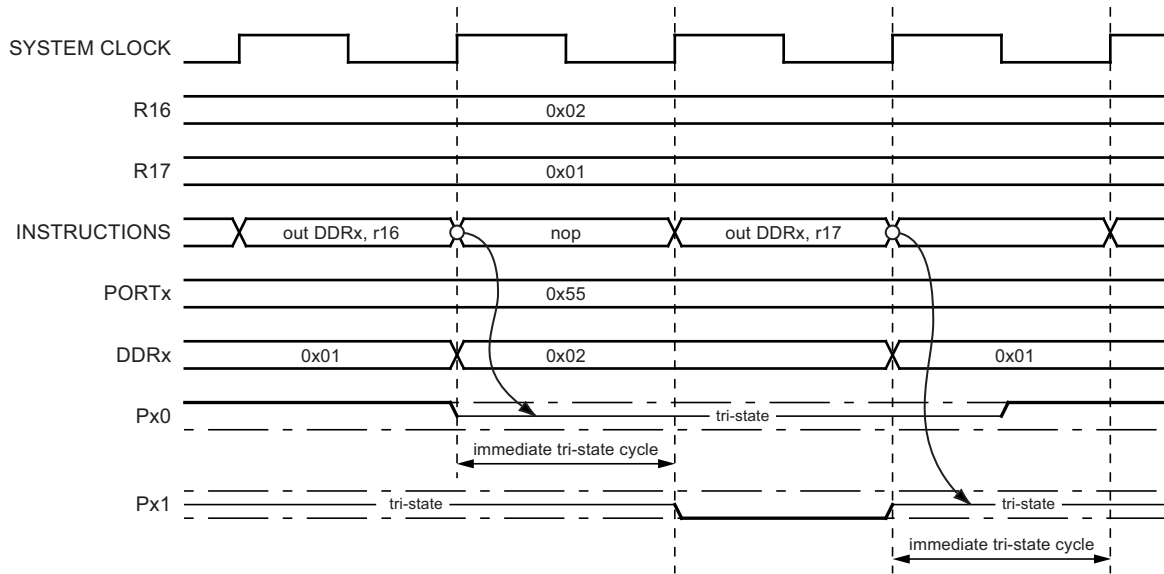 SYSTEM CLOCK
R16 0x02
R17 0x01
INSTRUCTIONS out DDRx, r16 nop out DDRx, r17
PORTx 0x55
DDRx 0x01 0x02 0x01
Px0 tri-state
immediate tri-state cycle
Px1 tri-state tri-state
immediate tri-state cycle